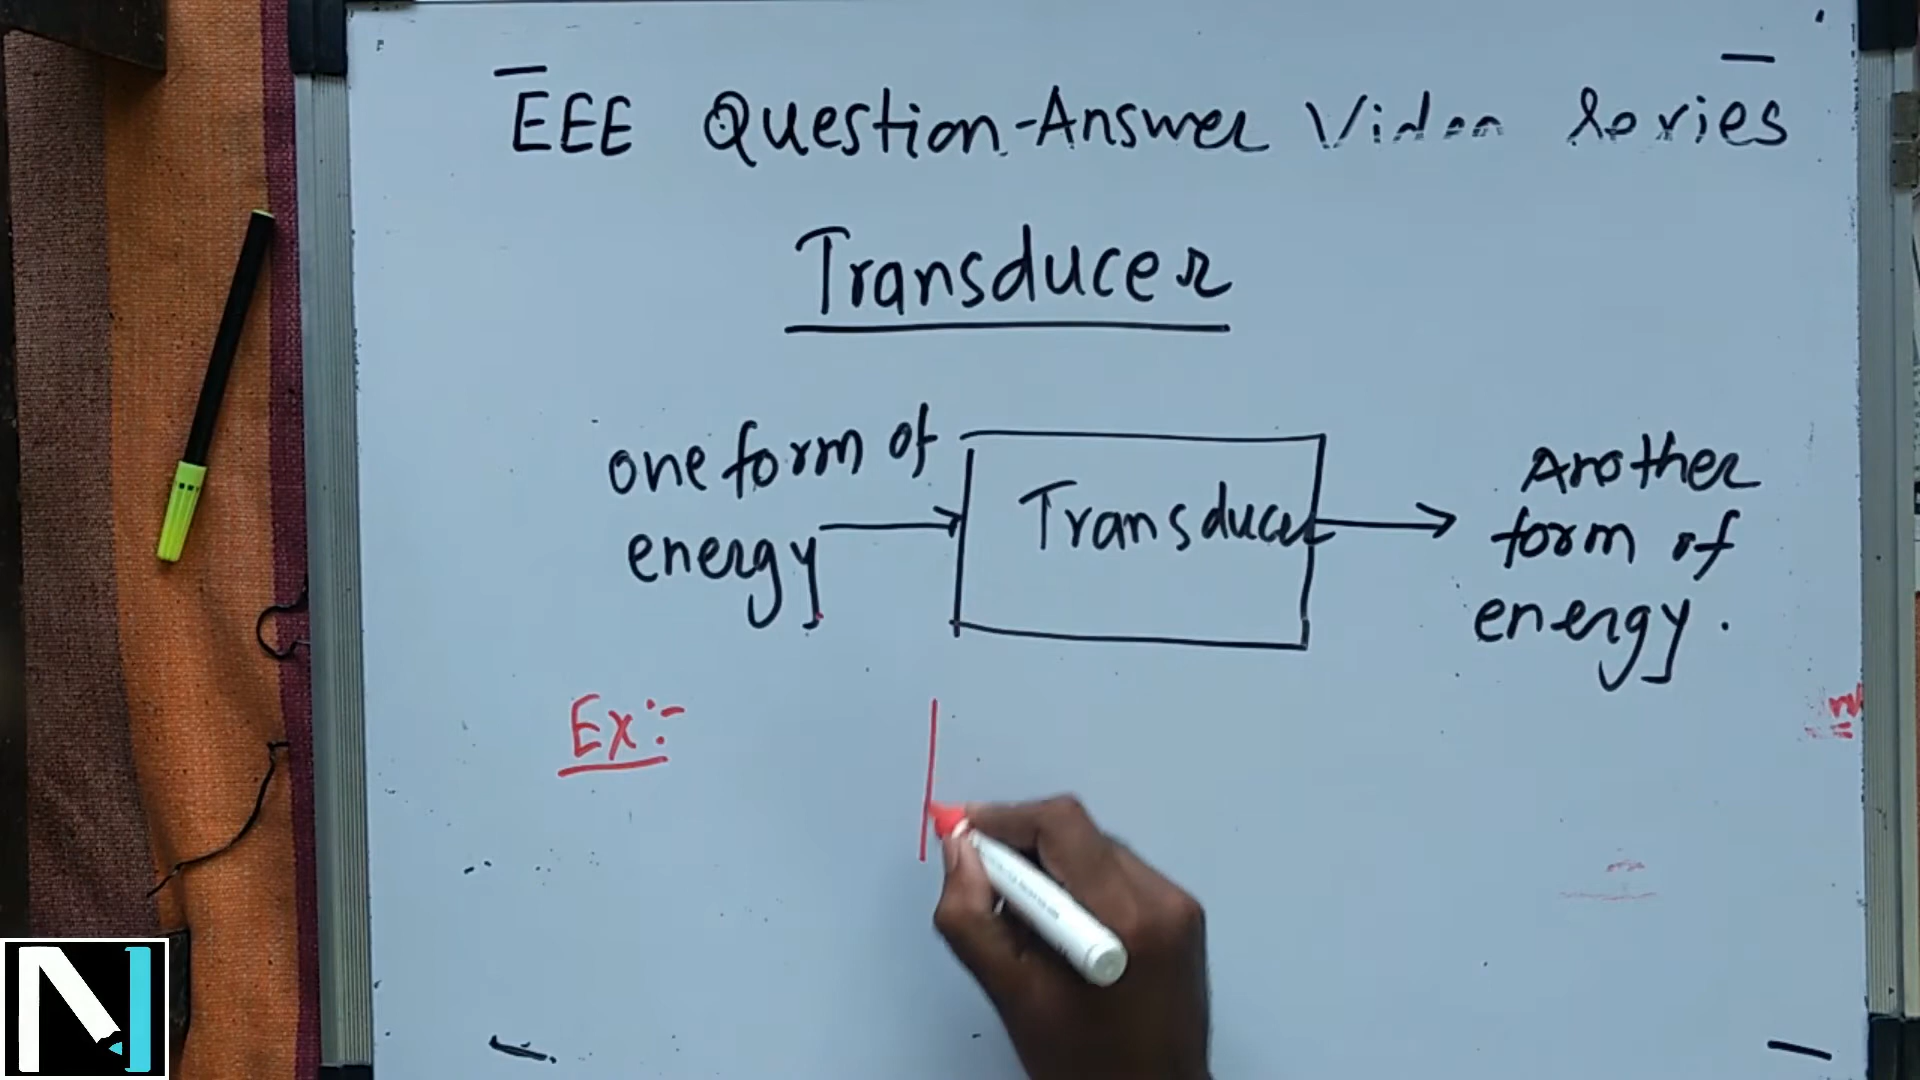 EEE Question-Answer Video Series
Transducer
one form of
energy
Transducer
Another
form of
energy.
Ex:-